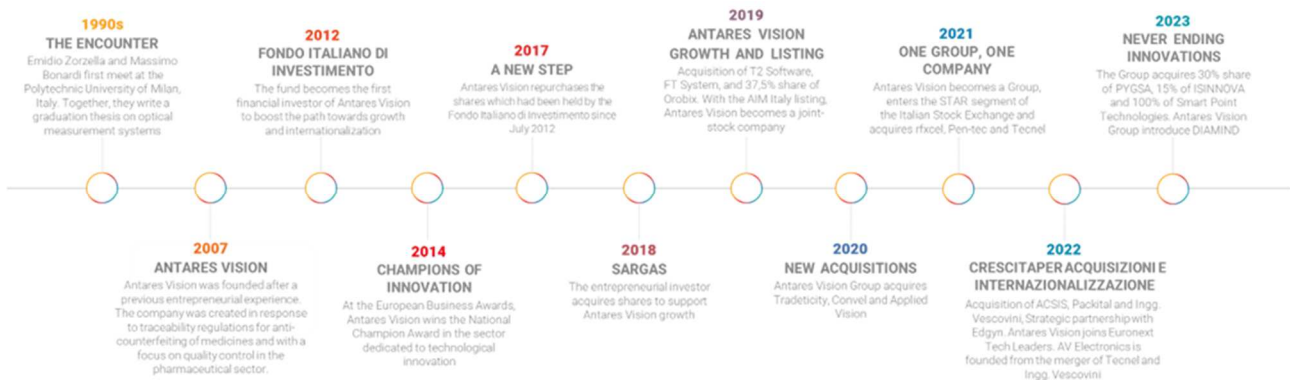 1990s
THE ENCOUNTER
Emidio Zorzella and Massimo
Bonardi first meet at the
Polytechnic University of Milan,
Italy. Together, they write a
graduation thesis on optical
measurement systems
2007
ANTARES VISION
Antares Vision was founded after a
previous entrepreneurial experience.
The company was created in response
to traceability regulations for anti-
counterfeiting of medicines and with a
focus on quality control in the
pharmaceutical sector.
2012
FONDO ITALIANO DI
INVESTIMENTO
The fund becomes the first
financial investor of Antares Vision
to boost the path towards growth
and internationalization
2014
CHAMPIONS OF
INNOVATION
At the European Business Awards,
Antares Vision wins the National
Champion Award in the sector
dedicated to technological
innovation
2017
A NEW STEP
Antares Vision repurchases the
shares which had been held by the
Fondo Italiano di Investimento since
July 2012
2018
SARGAS
The entrepreneurial investor
acquires shares to support
Antares Vision growth
2019
ANTARES VISION
GROWTH AND LISTING
Acquisition of T2 Software,
FT System, and 37,5% share of
Orobix. With the AIM Italy listing,
Antares Vision becomes a joint-
stock company
2020
NEW ACQUISITIONS
Antares Vision Group acquires
Tradeticity, Convel and Applied
Vision
2021
ONE GROUP, ONE
COMPANY
Antares Vision becomes a Group,
enters the STAR segment of
the Italian Stock Exchange and
acquires rfxcel, Pen-tec and Tecnel
2022
CRESCITA PER ACQUISIZIONI E
INTERNAZIONALIZZAZIONE
Acquisition of ACSIS, Packital and Ingg.
Vescovini, Strategic partnership with
Edgyn. Antares Vision joins Euronext
Tech Leaders. AV Electronics is
founded from the merger of Tecnel and
Ingg. Vescovini
2023
NEVER ENDING
INNOVATIONS
The Group acquires 30% share
of PYGSA, 15% of ISINNOVA
and 100% of Smart Point
Technologies. Antares Vision
Group introduce DIAMIND